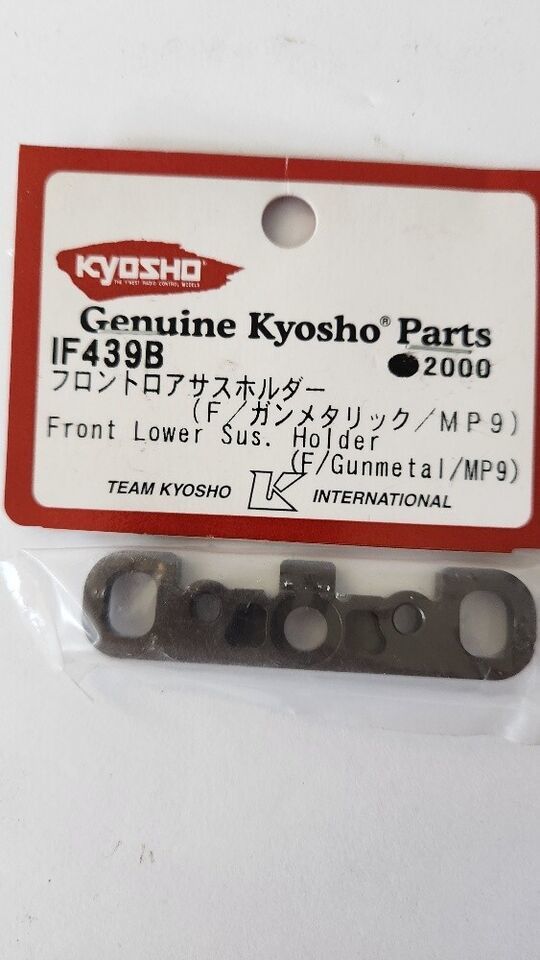 KYOSHO
THE FINEST RADIO CONTROL MODELS
Genuine Kyosho® Parts
IF439B
2000
フロントロアサスホルダー
(F/ガンメタリック/MP9)
Front Lower Sus. Holder
(F/Gunmetal/MP9)
TEAM KYOSHO K INTERNATIONAL